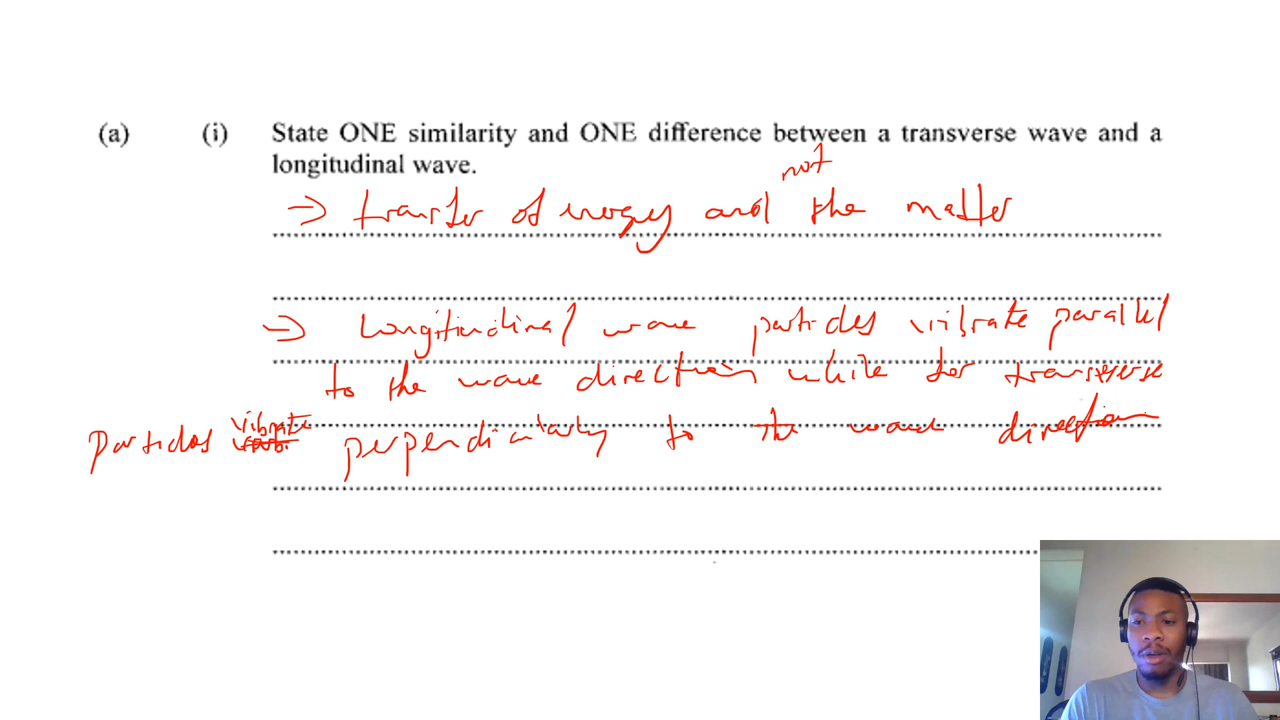 (a) (i) State ONE similarity and ONE difference between a transverse wave and a
longitudinal wave.
not
→ transfer of energy and the matter
→ Longitudinal wave particles vibrate parallel
to the wave direction while for transverse
particles vibrate perpendicularly to the wave direction